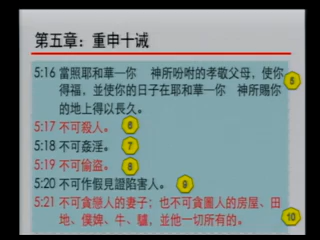 第五章：重申十诫
5:16 當照耶和華－你　神所吩咐的孝敬父母，使你
得福，並使你的日子在耶和華－你　神所賜你
的地上得以長久。
5
5:17 不可殺人。 6
5:18 不可姦淫。 7
5:19 不可偷盜。 8
5:20 不可作假見證陷害人。 9
5:21 不可貪戀人的妻子；也不可貪圖人的房屋、田
地、僕婢、牛、驢，並他一切所有的。 10